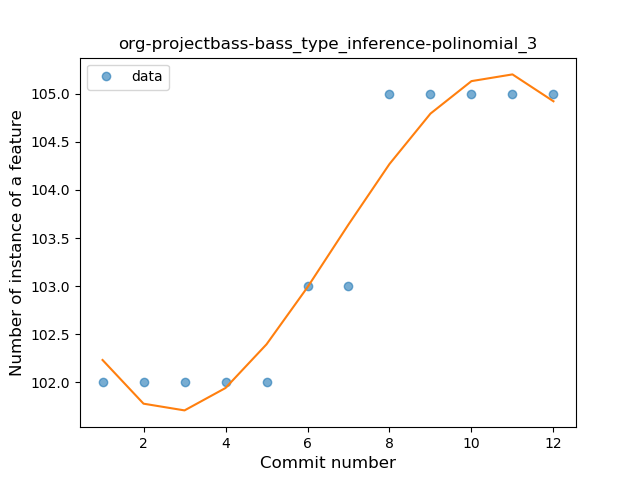 org-projectbass-bass_type_inference-polinomial_3
data
Number of instance of a feature
105.0
104.5
104.0
103.5
103.0
102.5
102.0
2 4 6 8 10 12
Commit number